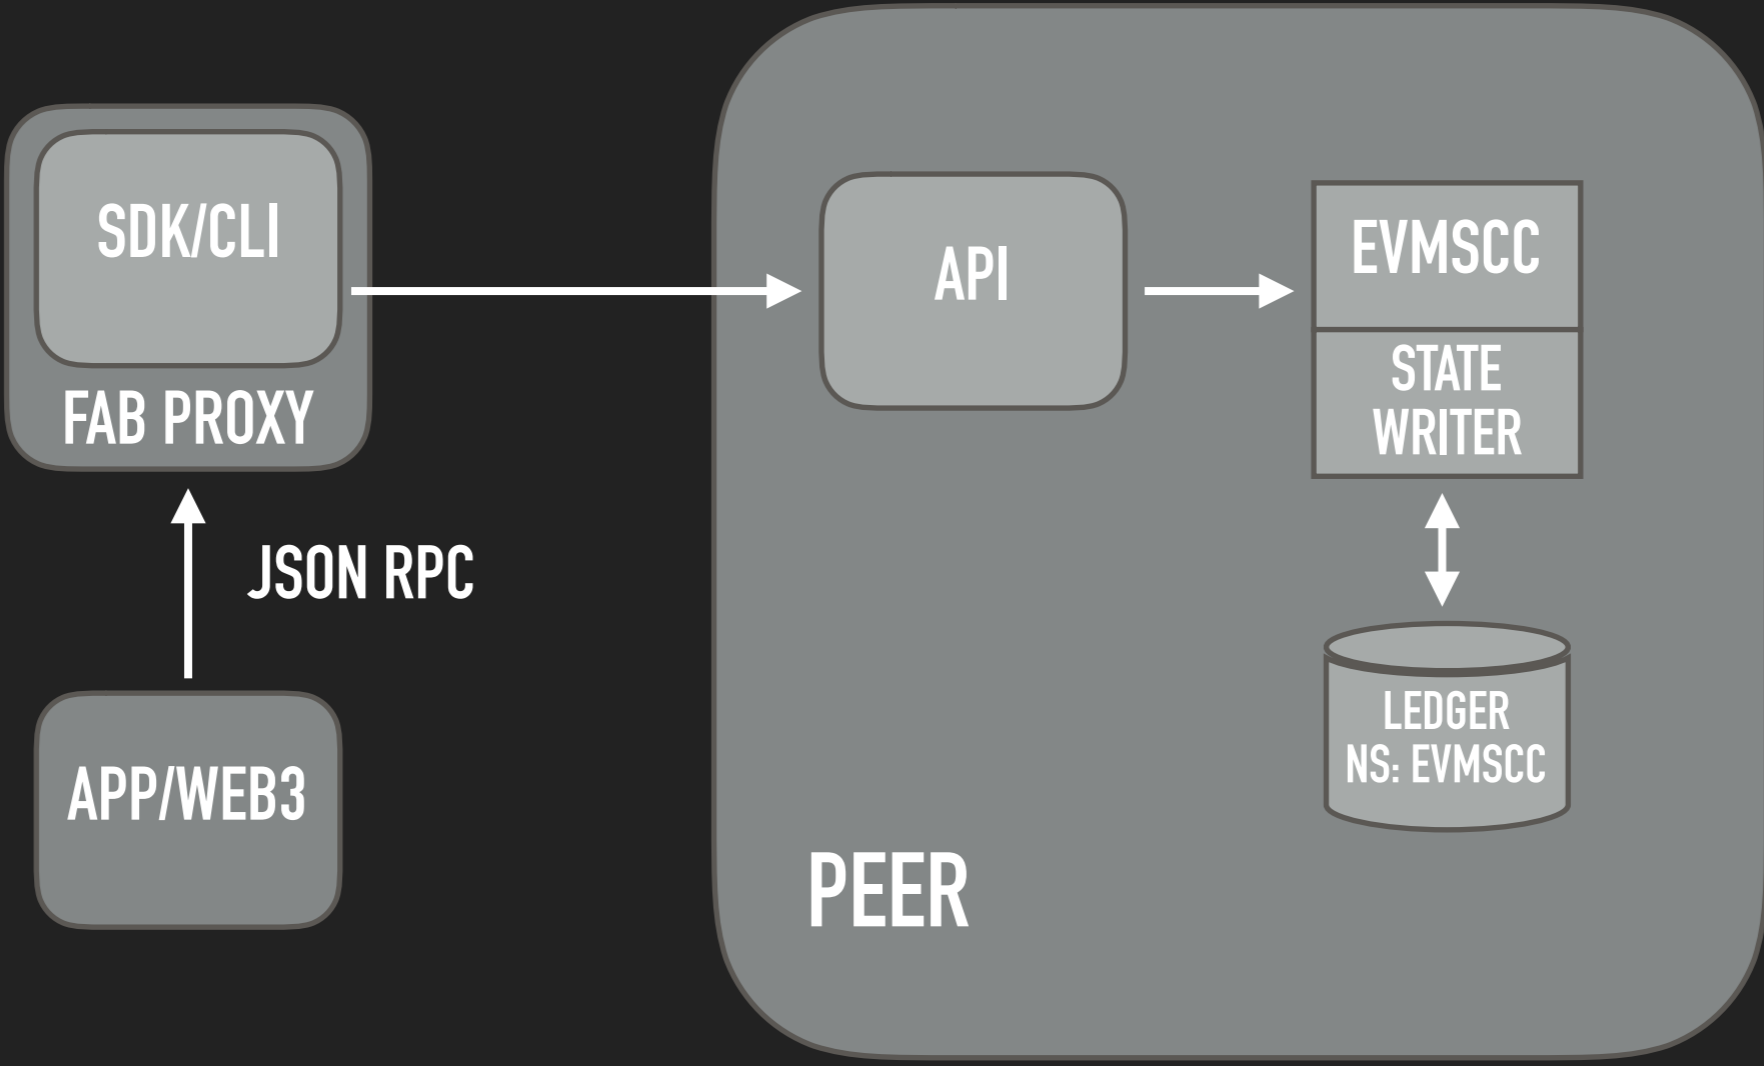 SDK/CLI
FAB PROXY
JSON RPC
APP/WEB3
API
EVMSCC
STATE
WRITER
LEDGER
NS: EVMSCC
PEER